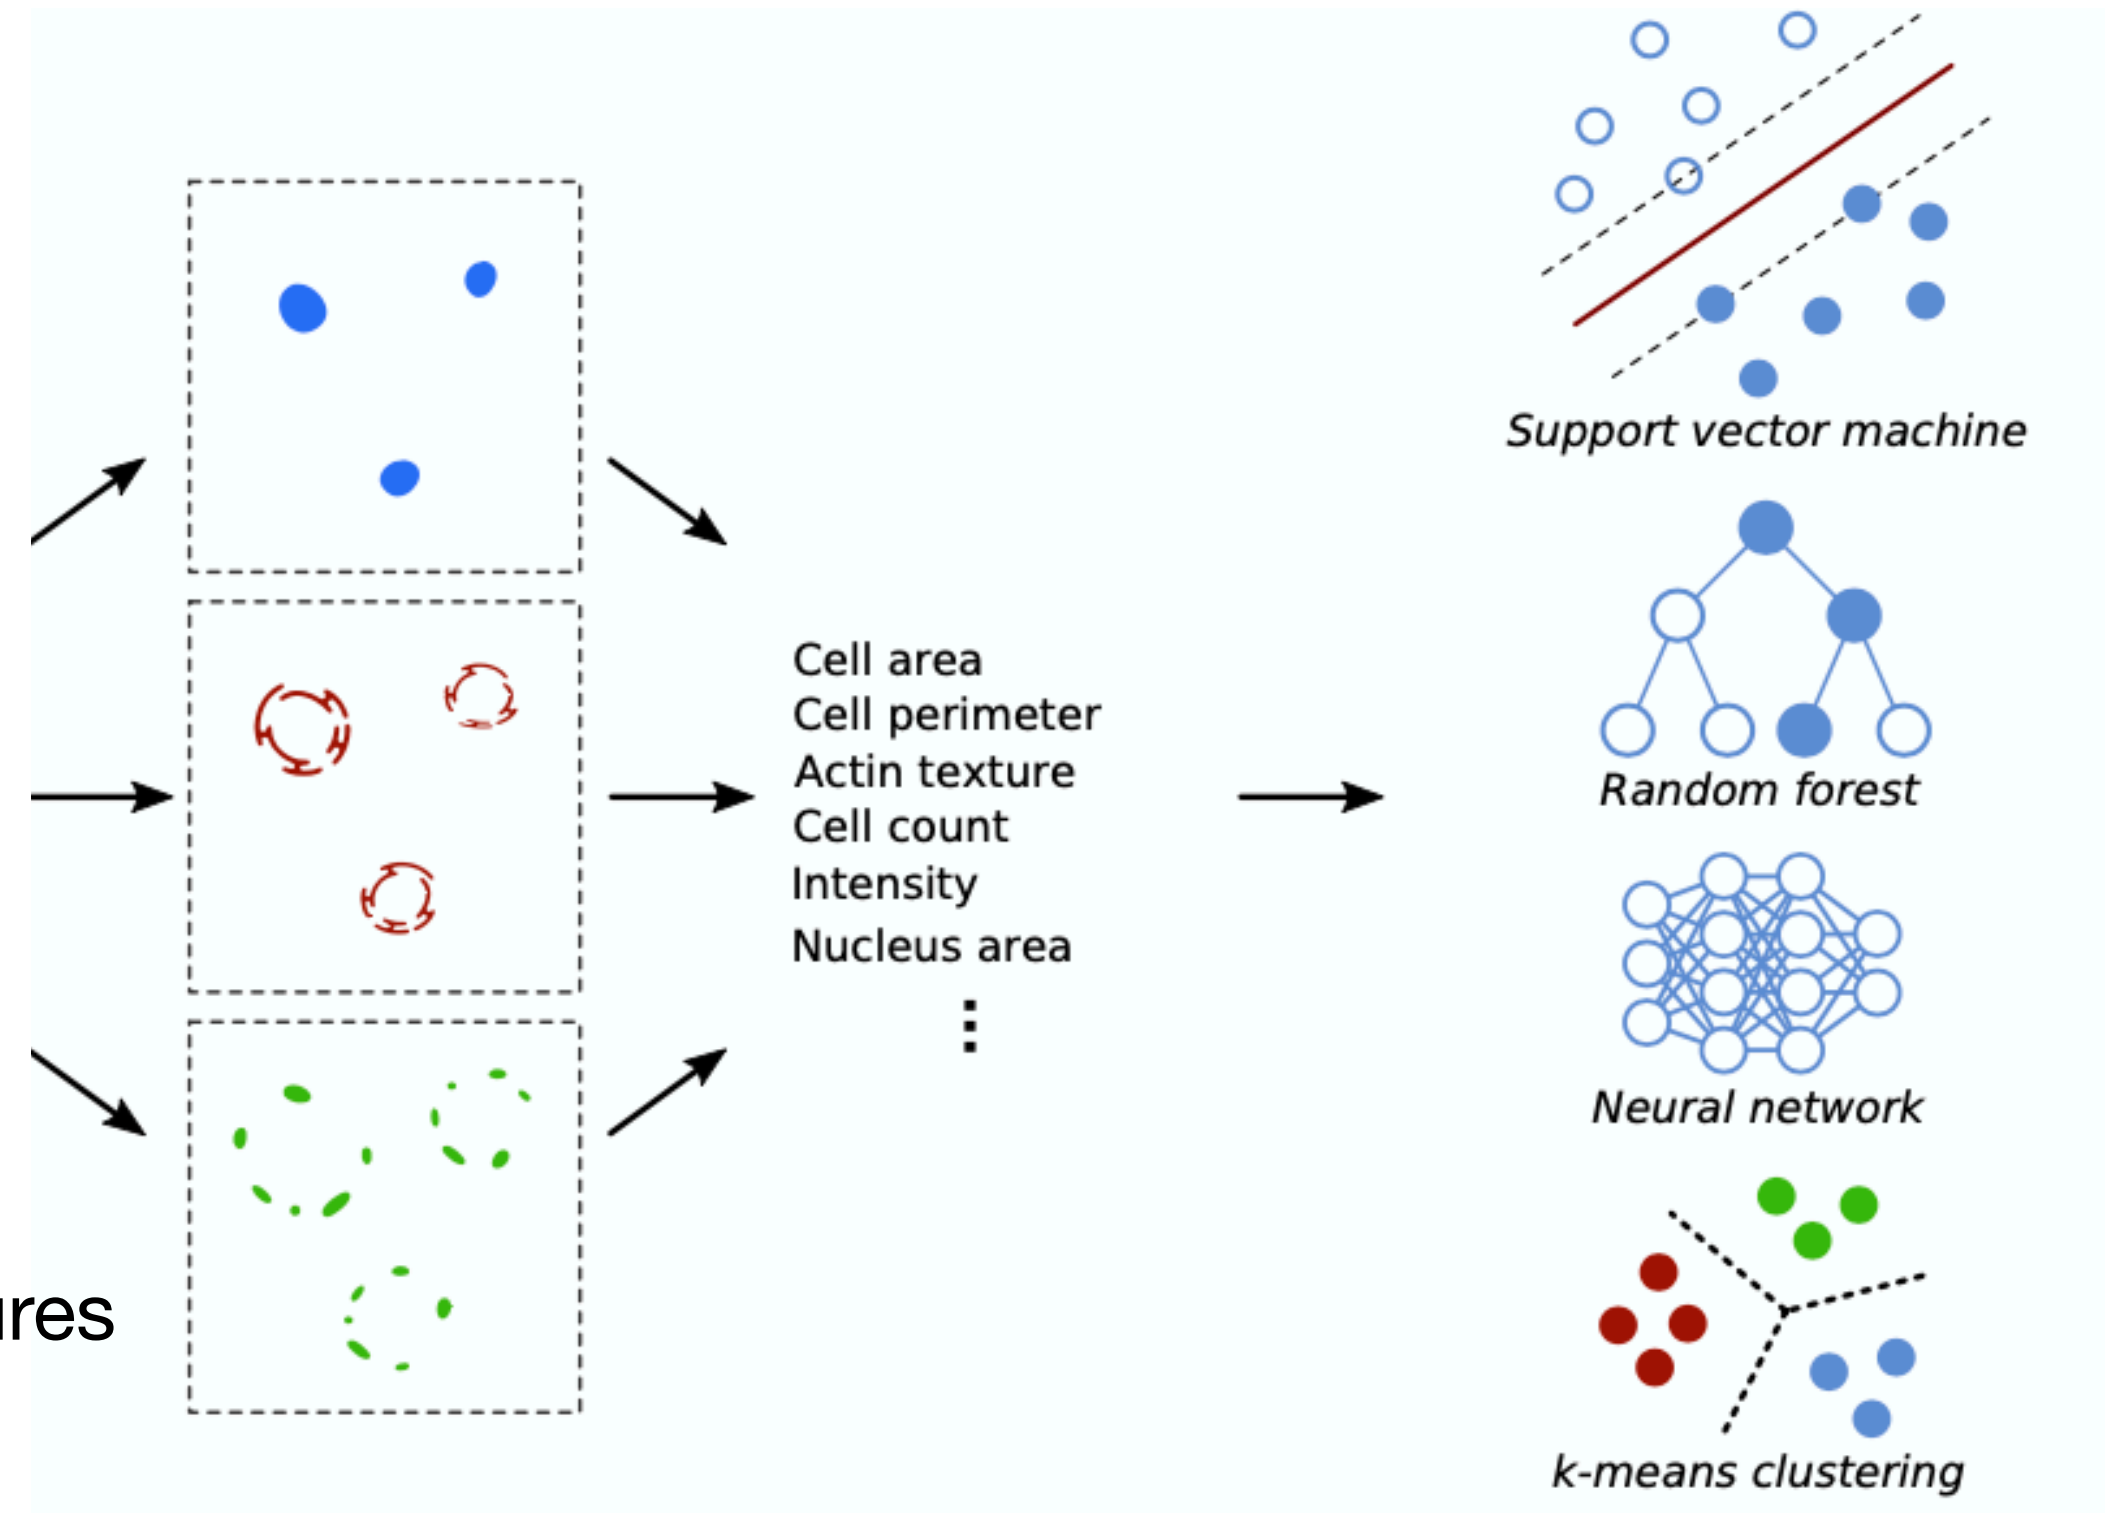 Support vector machine
Cell area
Cell perimeter
Actin texture
Cell count
Intensity
Nucleus area
Random forest
Neural network
ures
k-means clustering